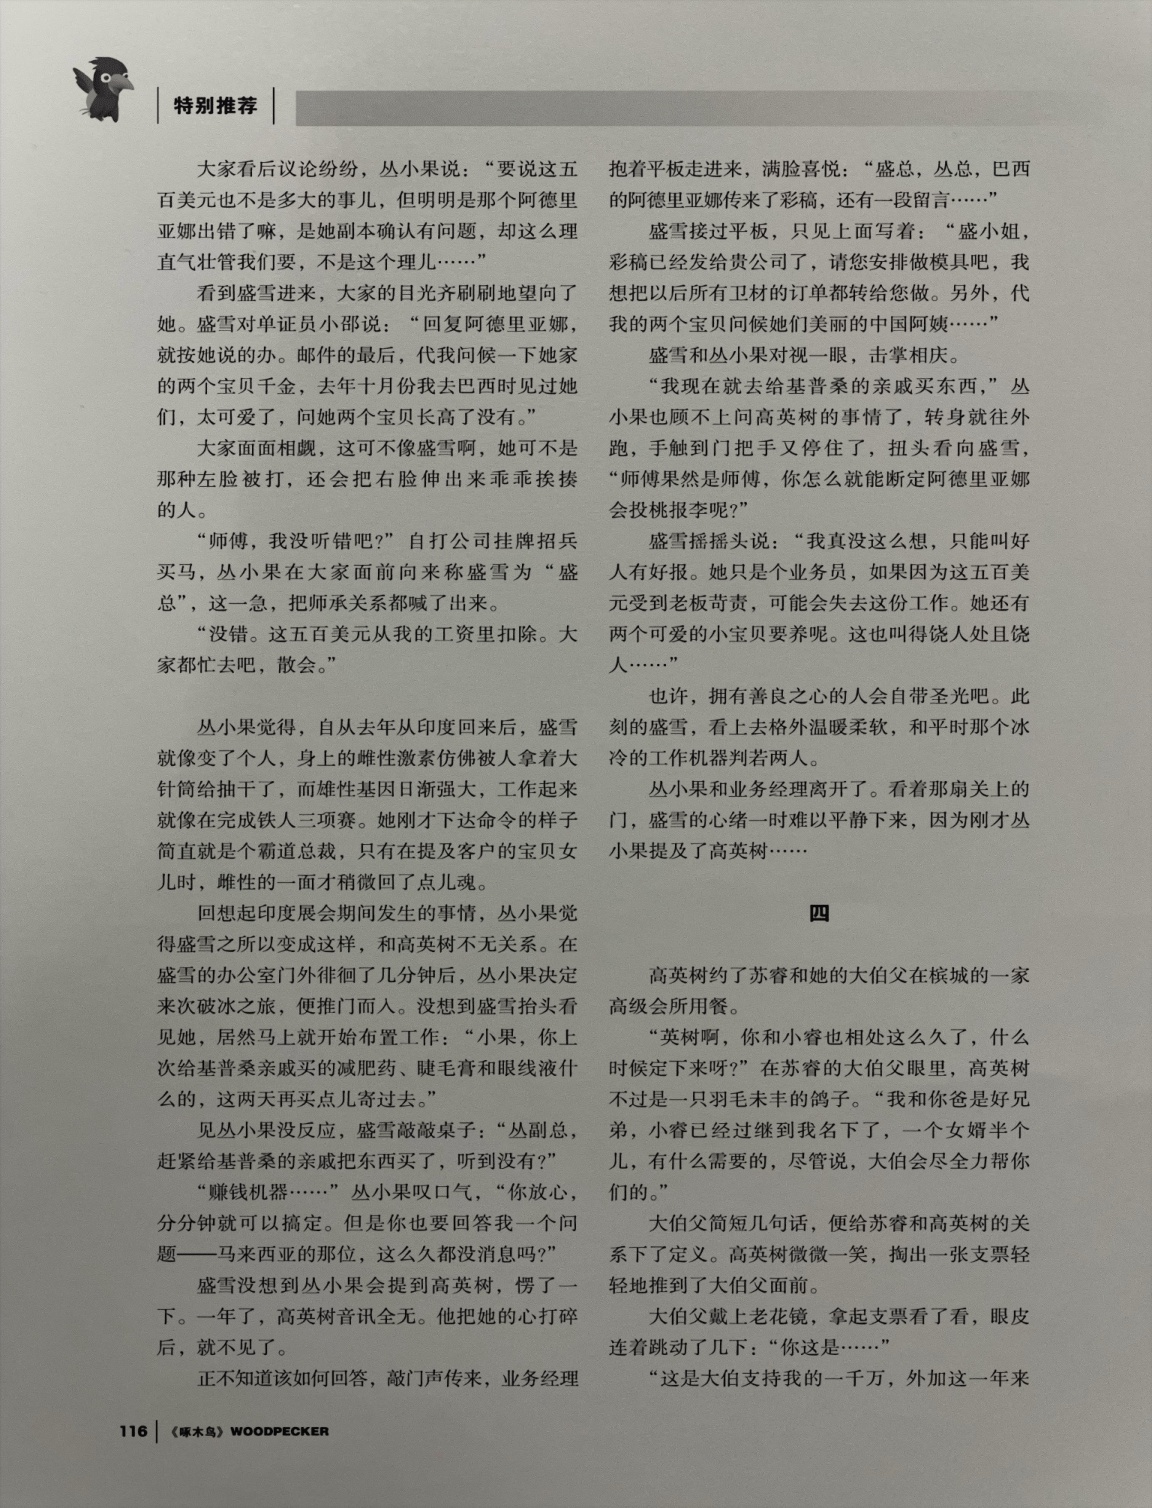 特别推荐
大家看后议论纷纷，丛小果说：“要说这五
百美元也不是多大的事儿，但明明是那个阿德里
亚娜出错了嘛，是她副本确认有问题，却这么理
直气壮管我们要，不是这个理儿……”
看到盛雪进来，大家的目光齐刷刷地望向了
她。盛雪对单证员小邵说：“回复阿德里亚娜，
就按她说的办。邮件的最后，代我问候一下她家
的两个宝贝千金，去年十月份我去巴西时见过她
们，太可爱了，问她两个宝贝长高了没有。”
大家面面相觑，这可不像盛雪啊，她可不是
那种左脸被打，还会把右脸伸出来乖乖挨揍
的人。
“师傅，我没听错吧？”自打公司挂牌招兵
买马，丛小果在大家面前向来称盛雪为“盛
总”，这一急，把师承关系都喊了出来。
“没错。这五百美元从我的工资里扣除。大
家都忙去吧，散会。”
丛小果觉得，自从去年从印度回来后，盛雪
就像变了个人，身上的雌性激素仿佛被人拿着大
针筒给抽干了，而雄性基因日渐强大，工作起来
就像在完成铁人三项赛。她刚才下达命令的样子
简直就是个霸道总裁，只有在提及客户的宝贝女
儿时，雌性的一面才稍微回了点儿魂。
回想起印度展会期间发生的事情，丛小果觉
得盛雪之所以变成这样，和高英树不无关系。在
盛雪的办公室门外徘徊了几分钟后，丛小果决定
来次破冰之旅，便推门而入。没想到盛雪抬头看
见她，居然马上就开始布置工作：“小果，你上
次给基普桑亲戚买的减肥药、睫毛膏和眼线液什
么的，这两天再买点儿寄过去。”
见丛小果没反应，盛雪敲敲桌子：“丛副总，
赶紧给基普桑的亲戚把东西买了，听到没有？”
“赚钱机器……”丛小果叹口气，“你放心，
分分钟就可以搞定。但是你也要回答我一个问
题——马来西亚的那位，这么久都没消息吗？”
盛雪没想到丛小果会提到高英树，愣了一
下。一年了，高英树音讯全无。他把她的心打碎
后，就不见了。
正不知道该如何回答，敲门声传来，业务经理
抱着平板走进来，满脸喜悦：“盛总，丛总，巴西
的阿德里亚娜传来了彩稿，还有一段留言……”
盛雪接过平板，只见上面写着：“盛小姐，
彩稿已经发给贵公司了，请您安排做模具吧，我
想把以后所有卫材的订单都转给您做。另外，代
我的两个宝贝问候她们美丽的中国阿姨……”
盛雪和丛小果对视一眼，击掌相庆。
“我现在就去给基普桑的亲戚买东西，”丛
小果也顾不上问高英树的事情了，转身就往外
跑，手触到门把手又停住了，扭头看向盛雪，
“师傅果然是师傅，你怎么就能断定阿德里亚娜
会投桃报李呢？”
盛雪摇摇头说：“我真没这么想，只能叫好
人有好报。她只是个业务员，如果因为这五百美
元受到老板苛责，可能会失去这份工作。她还有
两个可爱的小宝贝要养呢。这也叫得饶人处且饶
人……”
也许，拥有善良之心的人会自带圣光吧。此
刻的盛雪，看上去格外温暖柔软，和平时那个冰
冷的工作机器判若两人。
丛小果和业务经理离开了。看着那扇关上的
门，盛雪的心绪一时难以平静下来，因为刚才丛
小果提及了高英树……
四
高英树约了苏睿和她的大伯父在槟城的一家
高级会所用餐。
“英树啊，你和小睿也相处这么久了，什么
时候定下来呀？”在苏睿的大伯父眼里，高英树
不过是一只羽毛未丰的鸽子。“我和你爸是好兄
弟，小睿已经过继到我名下了，一个女婿半个
儿，有什么需要的，尽管说，大伯会尽全力帮你
们的。”
大伯父简短几句话，便给苏睿和高英树的关
系下了定义。高英树微微一笑，掏出一张支票轻
轻地推到了大伯父面前。
大伯父戴上老花镜，拿起支票看了看，眼皮
连着跳动了几下：“你这是……”
“这是大伯支持我的一千万，外加这一年来
116 《啄木鸟》WOODPECKER